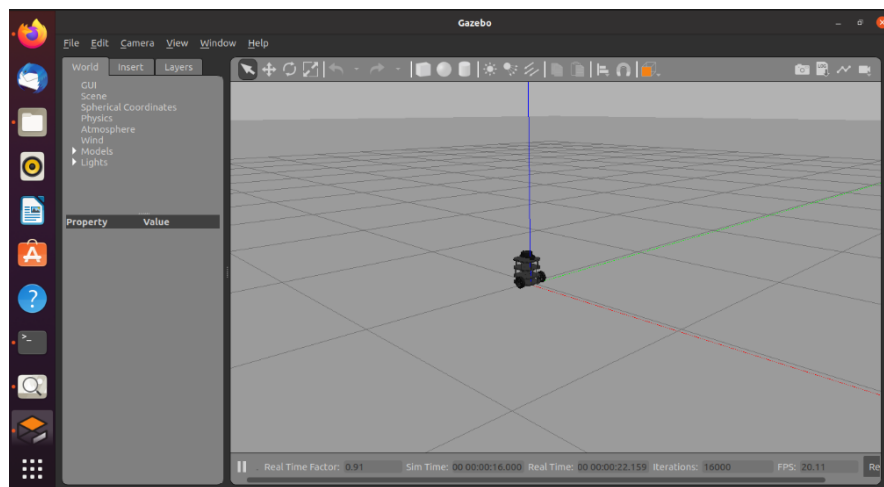 Gazebo
File Edit Camera View Window Help
World Insert Layers
GUI
Scene
Spherical Coordinates
Physics
Atmosphere
Wind
Models
Lights
Property Value
Real Time Factor: 0.91 Sim Time: 00 00:00:16.000 Real Time: 00 00:00:22.159 Iterations: 16000 FPS: 20.11 Re